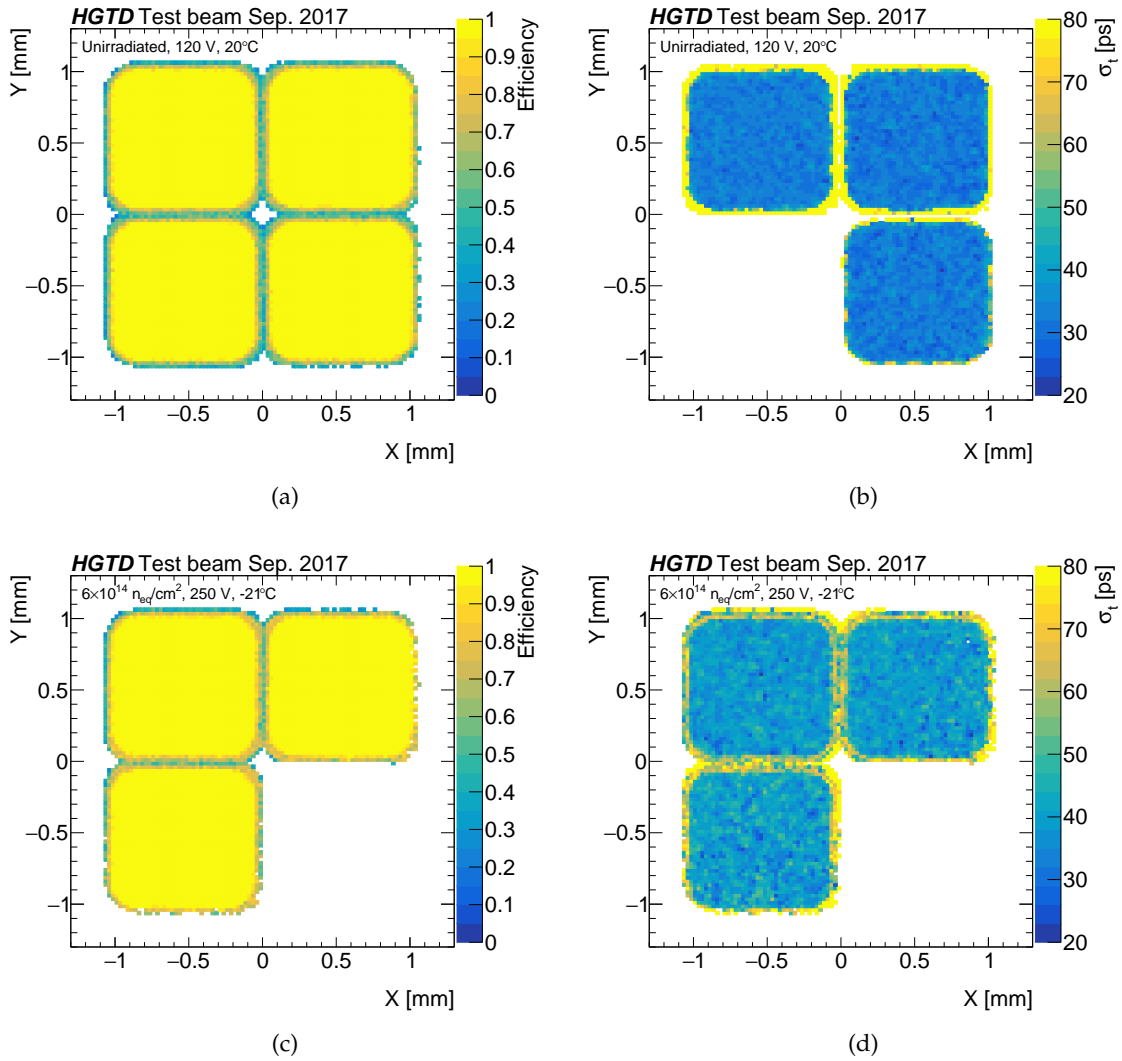 HGTD Test beam Sep. 2017
Unirradiated, 120 V, 20°C
Y [mm]
1
0.5
0
−0.5
−1
−1 −0.5 0 0.5 1
X [mm]
1
0.9
0.8
0.7
0.6
0.5
0.4
0.3
0.2
0.1
0
Efficiency
(a)
HGTD Test beam Sep. 2017
Unirradiated, 120 V, 20°C
Y [mm]
1
0.5
0
−0.5
−1
−1 −0.5 0 0.5 1
X [mm]
80
70
60
50
40
30
20
σt [ps]
(b)
HGTD Test beam Sep. 2017
6×10¹⁴ neq/cm², 250 V, -21°C
Y [mm]
1
0.5
0
−0.5
−1
−1 −0.5 0 0.5 1
X [mm]
1
0.9
0.8
0.7
0.6
0.5
0.4
0.3
0.2
0.1
0
Efficiency
(c)
HGTD Test beam Sep. 2017
6×10¹⁴ neq/cm², 250 V, -21°C
Y [mm]
1
0.5
0
−0.5
−1
−1 −0.5 0 0.5 1
X [mm]
80
70
60
50
40
30
20
σt [ps]
(d)